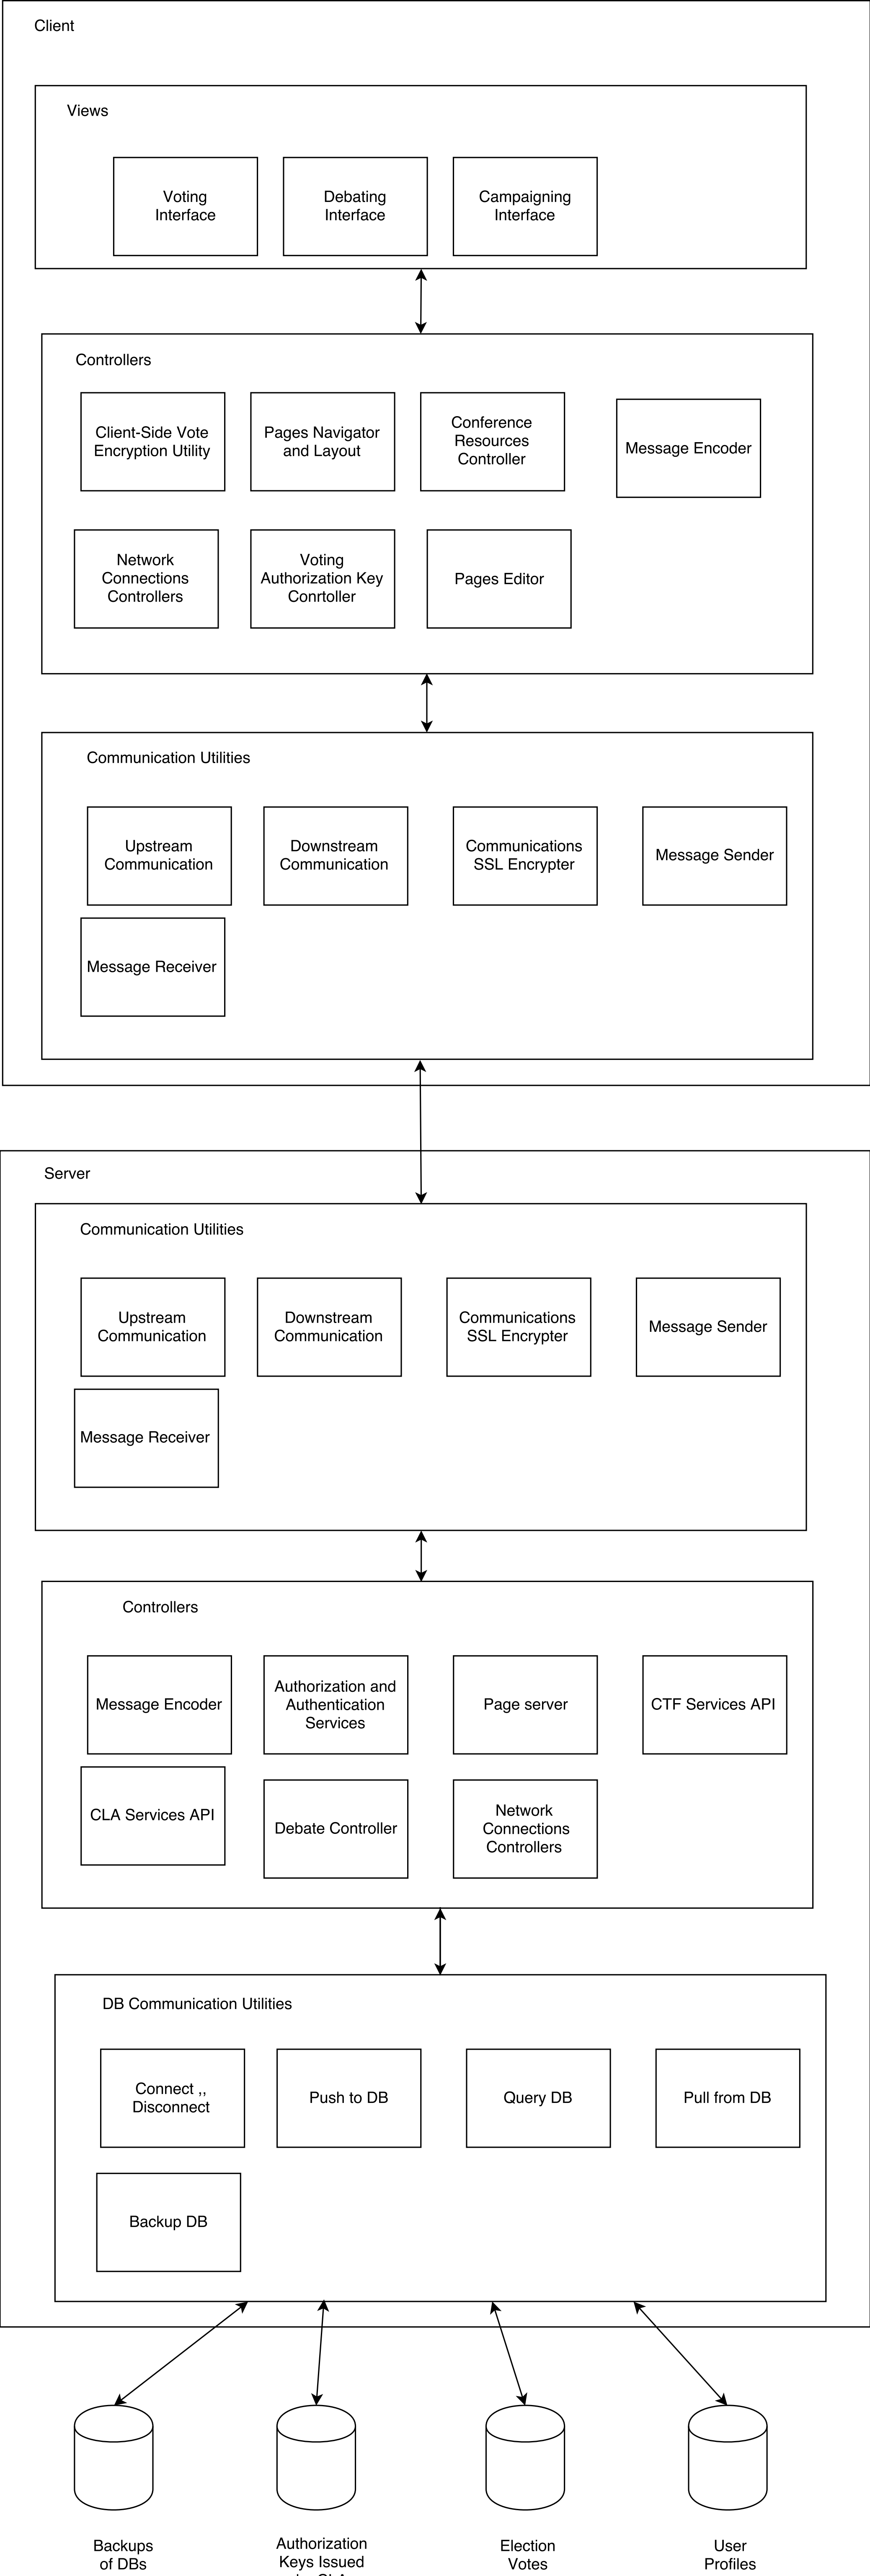 Client
Views
Voting
Interface
Debating
Interface
Campaigning
Interface
Controllers
Client-Side Vote
Encryption Utility
Pages Navigator
and Layout
Conference
Resources
Controller
Message Encoder
Network
Connections
Controllers
Voting
Authorization Key
Conrtoller
Pages Editor
Communication Utilities
Upstream
Communication
Downstream
Communication
Communications
SSL Encrypter
Message Sender
Message Receiver
Server
Communication Utilities
Upstream
Communication
Downstream
Communication
Communications
SSL Encrypter
Message Sender
Message Receiver
Controllers
Message Encoder
Authorization and
Authentication
Services
Page server
CTF Services API
CLA Services API
Debate Controller
Network
Connections
Controllers
DB Communication Utilities
Connect ,,
Disconnect
Push to DB
Query DB
Pull from DB
Backup DB
Backups
of DBs
Authorization
Keys Issued
Election
Votes
User
Profiles